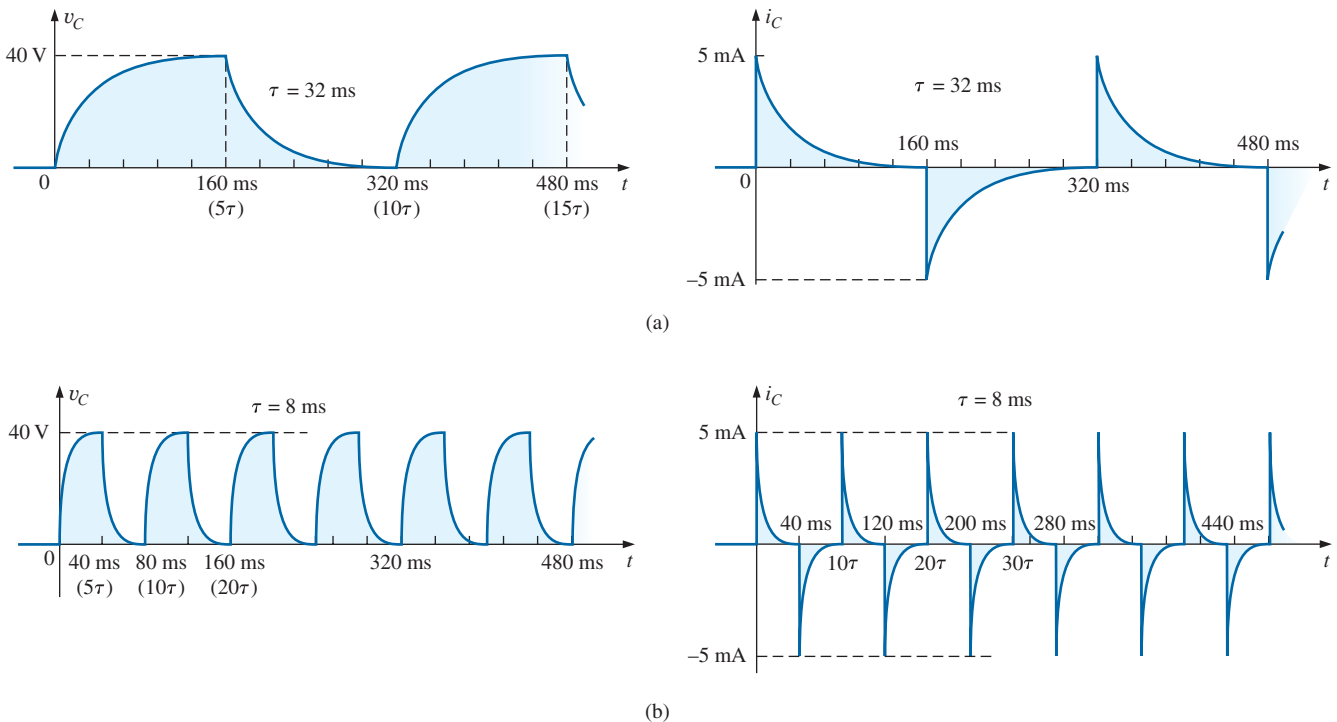 v_C
40 V
τ = 32 ms
0
160 ms
(5τ)
320 ms
(10τ)
480 ms
(15τ)
t
i_C
5 mA
τ = 32 ms
160 ms
480 ms
0
320 ms
t
–5 mA
(a)
v_C
τ = 8 ms
40 V
0
40 ms
(5τ)
80 ms
(10τ)
160 ms
(20τ)
320 ms
480 ms
t
i_C
τ = 8 ms
5 mA
40 ms
120 ms
200 ms
280 ms
440 ms
0
10τ
20τ
30τ
t
–5 mA
(b)